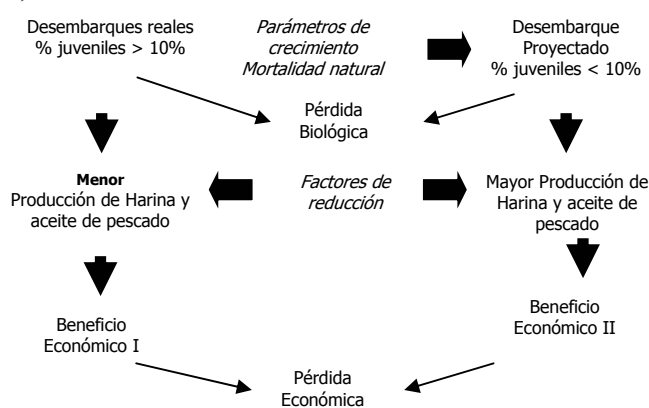 Desembarques reales
% juveniles > 10%
Parámetros de
crecimiento
Mortalidad natural
Desembarque
Proyectado
% juveniles < 10%
Pérdida
Biológica
Menor
Producción de Harina y
aceite de pescado
Factores de
reducción
Mayor Producción de
Harina y aceite de
pescado
Beneficio
Económico I
Beneficio
Económico II
Pérdida
Económica